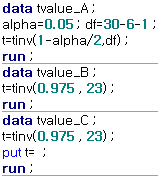 data tvalue_A;
alpha=0.05; df=30-6-1;
t=tinv(1-alpha/2,df);
run;
data tvalue_B;
t=tinv(0.975 , 23);
run;
data tvalue_C;
t=tinv(0.975 , 23);
put t= ;
run;